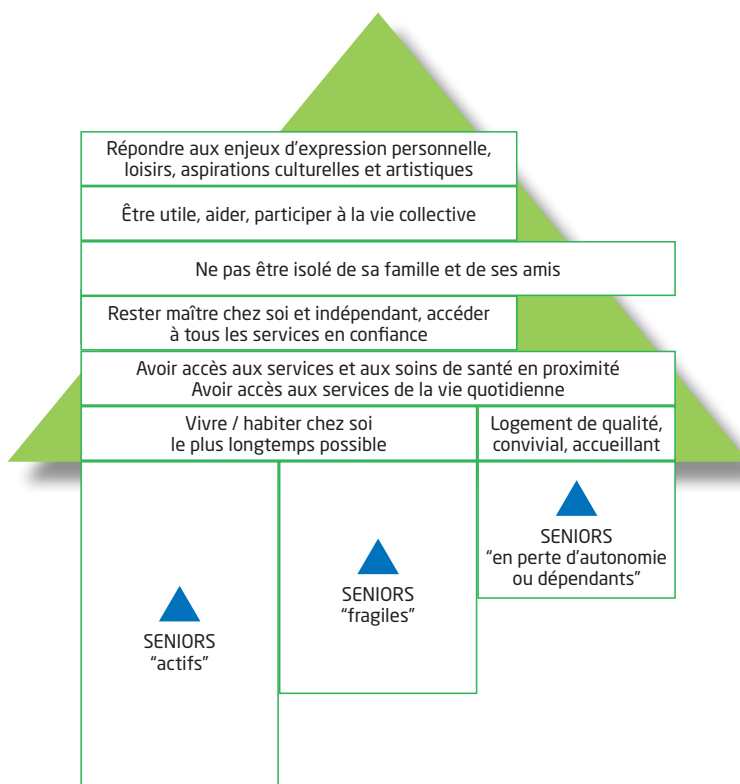 Répondre aux enjeux d'expression personnelle,
loisirs, aspirations culturelles et artistiques
Être utile, aider, participer à la vie collective
Ne pas être isolé de sa famille et de ses amis
Rester maître chez soi et indépendant, accéder
à tous les services en confiance
Avoir accès aux services et aux soins de santé en proximité
Avoir accès aux services de la vie quotidienne
Vivre / habiter chez soi
le plus longtemps possible
Logement de qualité,
convivial, accueillant
SENIORS
“actifs”
SENIORS
“fragiles”
SENIORS
“en perte d'autonomie
ou dépendants”